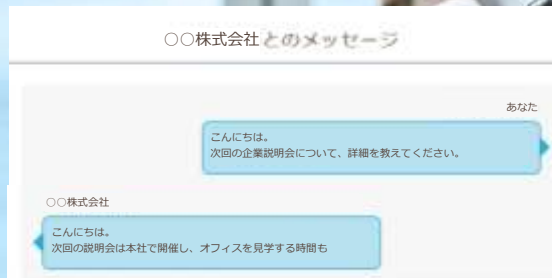 ○○株式会社とのメッセージ
あなた
こんにちは。
次回の企業説明会について、詳細を教えてください。
○○株式会社
こんにちは。
次回の説明会は本社で開催し、オフィスを見学する時間も